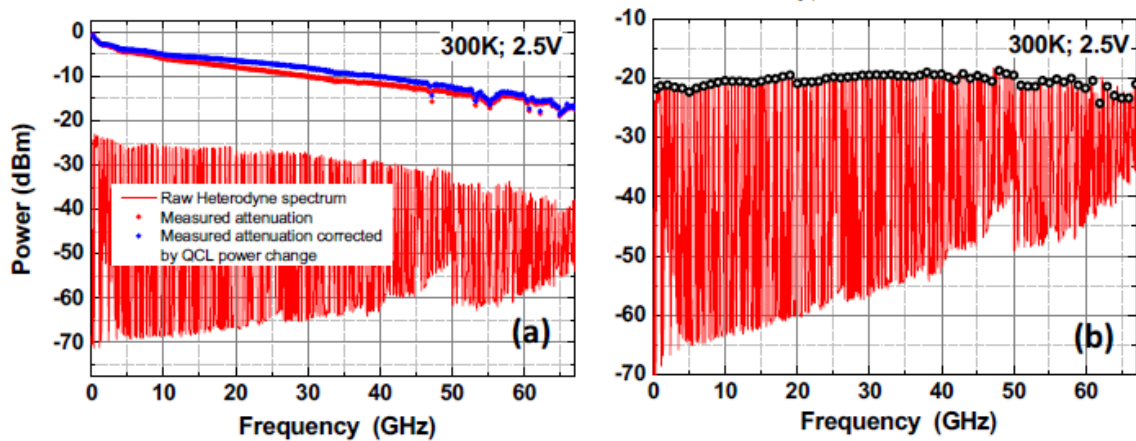 0
-10
-20
-30
-40
-50
-60
-70
Power (dBm)
300K; 2.5V
Raw Heterodyne spectrum
Measured attenuation
Measured attenuation corrected
by QCL power change
(a)
0 10 20 30 40 50 60
Frequency (GHz)
-10
-20
-30
-40
-50
-60
-70
300K; 2.5V
(b)
0 10 20 30 40 50 60
Frequency (GHz)